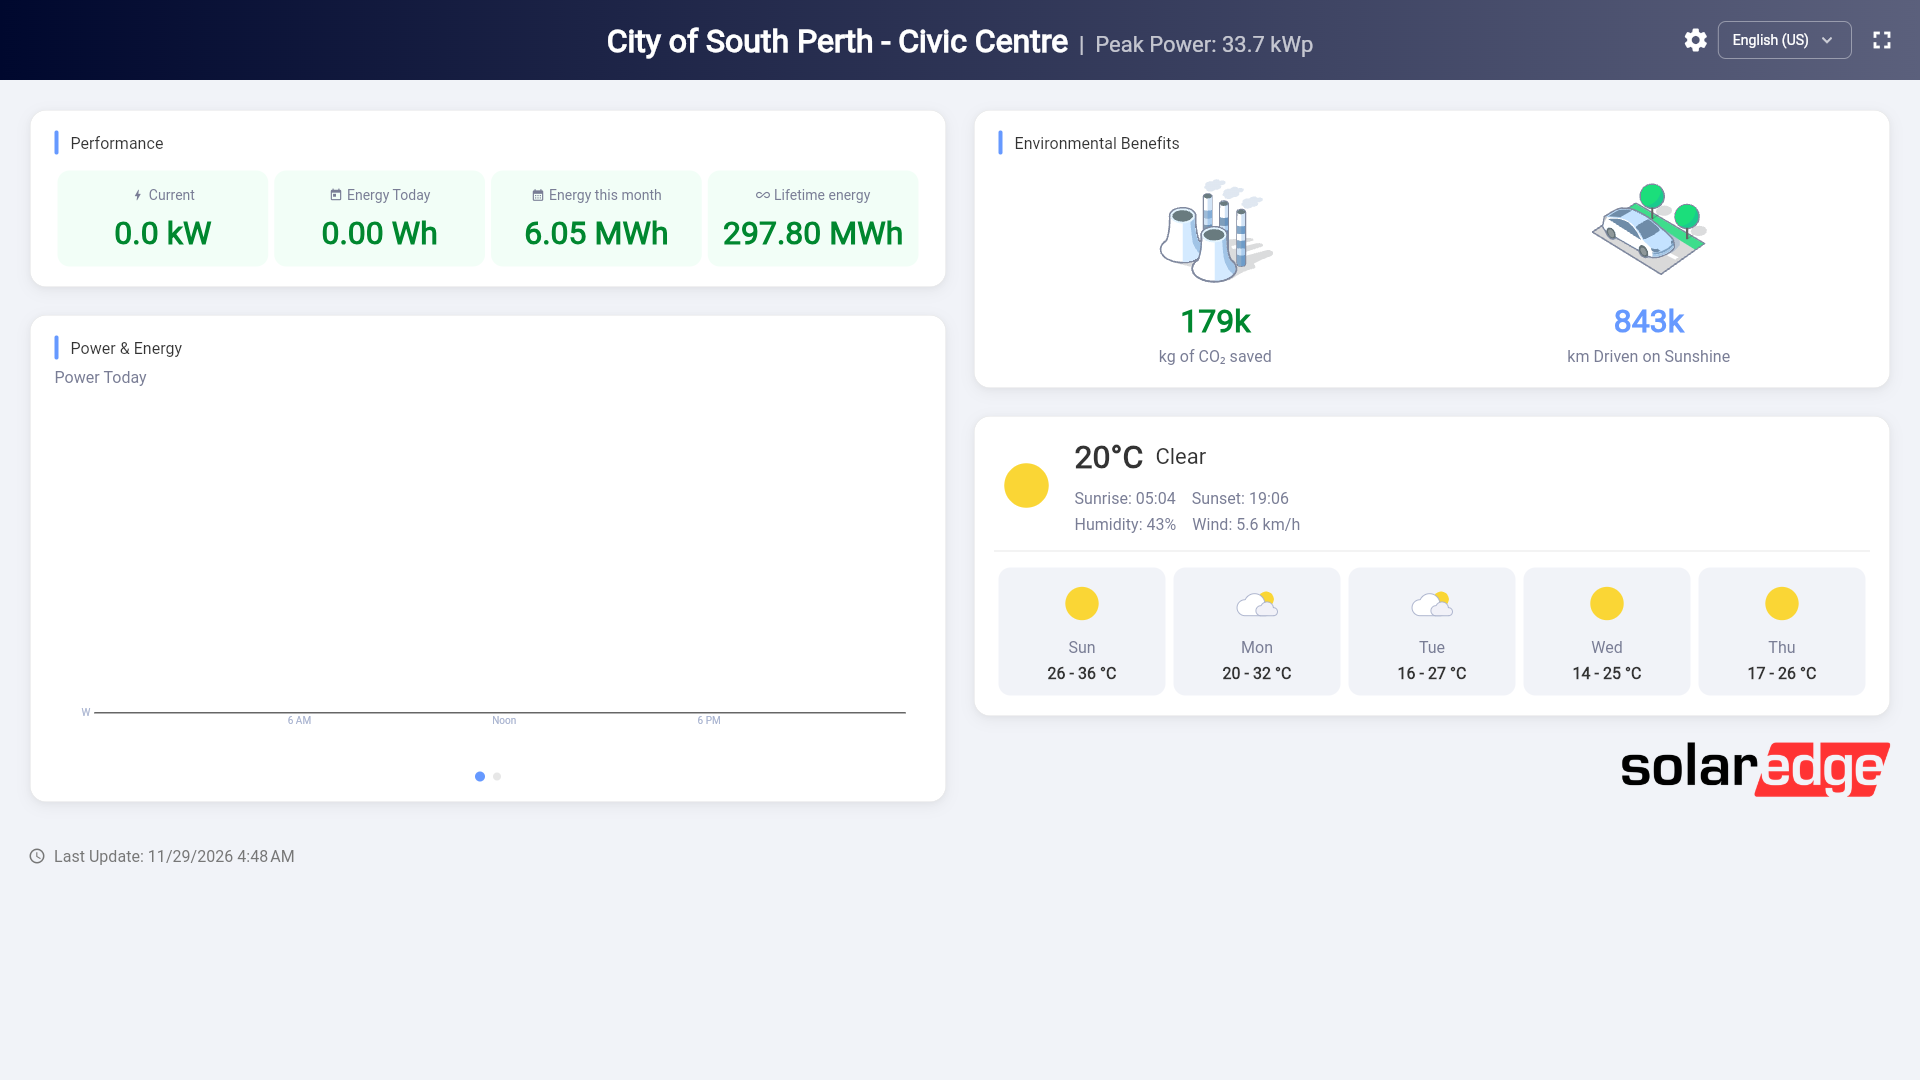 City of South Perth - Civic Centre | Peak Power: 33.7 kWp
English (US)
Performance
Current
0.0 kW
Energy Today
0.00 Wh
Energy this month
6.05 MWh
Lifetime energy
297.80 MWh
Power & Energy
Power Today
W
6 AM
Noon
6 PM
Environmental Benefits
179k
kg of CO₂ saved
843k
km Driven on Sunshine
20°C Clear
Sunrise: 05:04 Sunset: 19:06
Humidity: 43% Wind: 5.6 km/h
Sun
26 - 36 °C
Mon
20 - 32 °C
Tue
16 - 27 °C
Wed
14 - 25 °C
Thu
17 - 26 °C
solaredge
Last Update: 11/29/2026 4:48 AM